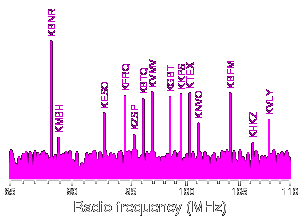 KBNR
KMBH
KESO
KFRQ
KZSP
KBTQ
KVMV
KGBT
KKPS
KTEX
KNVO
KBFM
KHKZ
KVLY
Radio frequency (MHz)